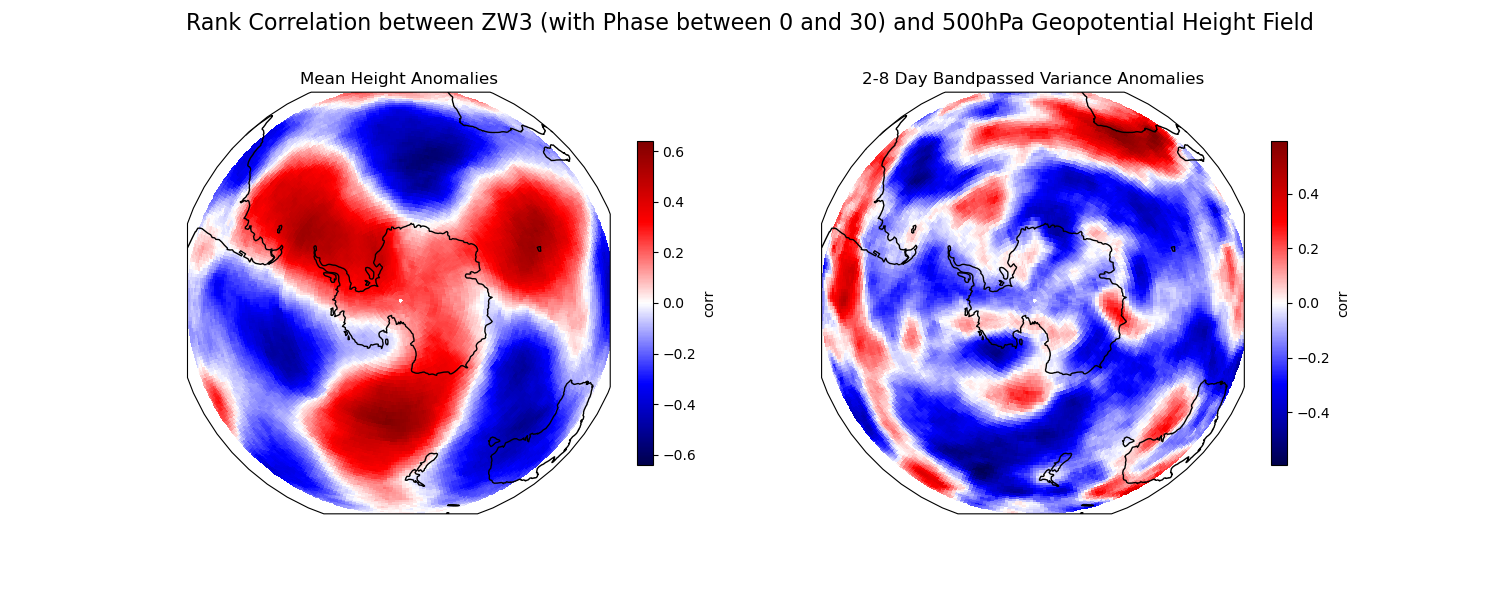 Rank Correlation between ZW3 (with Phase between 0 and 30) and 500hPa Geopotential Height Field
Mean Height Anomalies
0.6
0.4
0.2
0.0
−0.2
−0.4
−0.6
corr
2-8 Day Bandpassed Variance Anomalies
0.4
0.2
0.0
−0.2
−0.4
corr